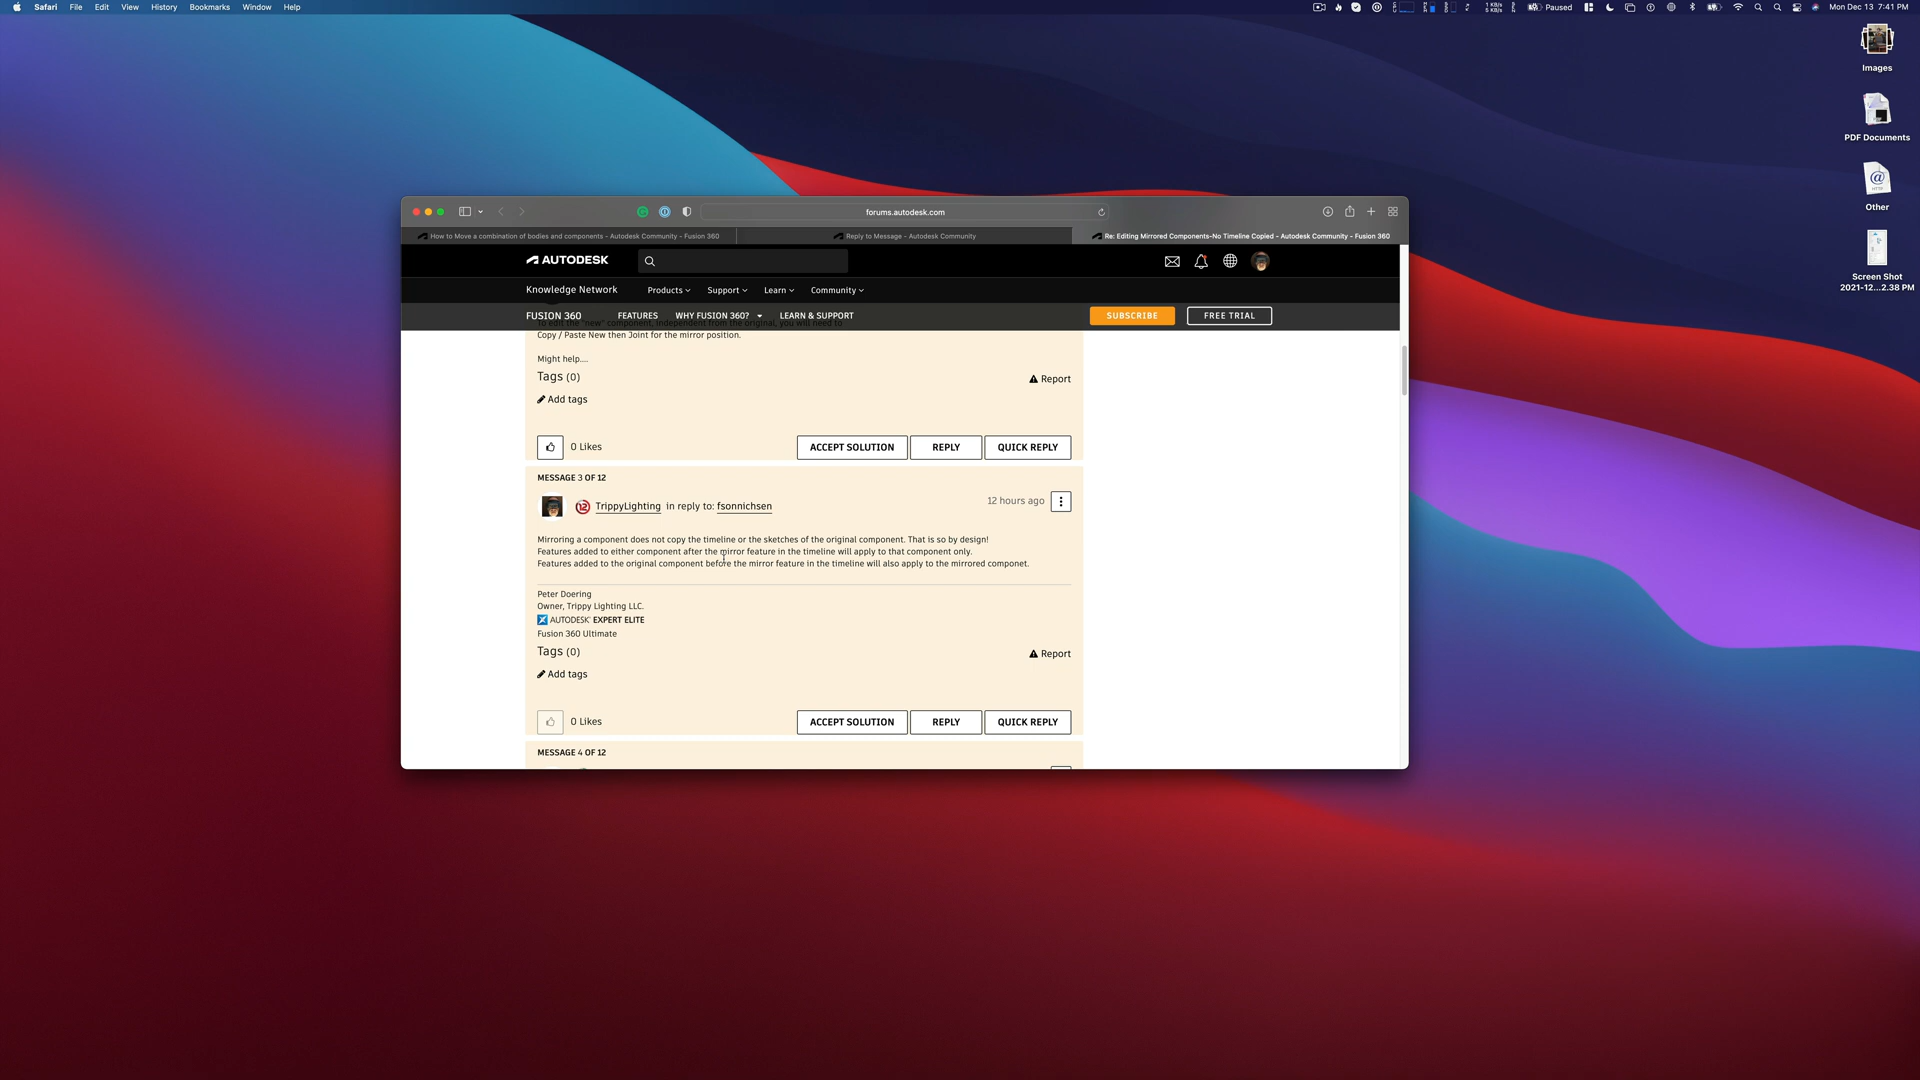 Safari File Edit View History Bookmarks Window Help
Paused
Mon Dec 13 7:41 PM
Images
PDF Documents
Other
Screen Shot
2021-12...2.38 PM
forums.autodesk.com
How to Move a combination of bodies and components - Autodesk Community - Fusion 360
Reply to Message - Autodesk Community
Re: Editing Mirrored Components-No Timeline Copied - Autodesk Community - Fusion 360
AUTODESK
Knowledge Network Products Support Learn Community
FUSION 360 FEATURES WHY FUSION 360? LEARN & SUPPORT SUBSCRIBE FREE TRIAL
Copy / Paste New then Joint for the mirror position.
Might help....
Tags (0)
Report
Add tags
0 Likes ACCEPT SOLUTION REPLY QUICK REPLY
MESSAGE 3 OF 12
12 TrippyLighting in reply to: fsonnichsen 12 hours ago
Mirroring a component does not copy the timeline or the sketches of the original component. That is so by design!
Features added to either component after the mirror feature in the timeline will apply to that component only.
Features added to the original component before the mirror feature in the timeline will also apply to the mirrored componet.
Peter Doering
Owner, Trippy Lighting LLC.
AUTODESK EXPERT ELITE
Fusion 360 Ultimate
Tags (0)
Report
Add tags
0 Likes ACCEPT SOLUTION REPLY QUICK REPLY
MESSAGE 4 OF 12